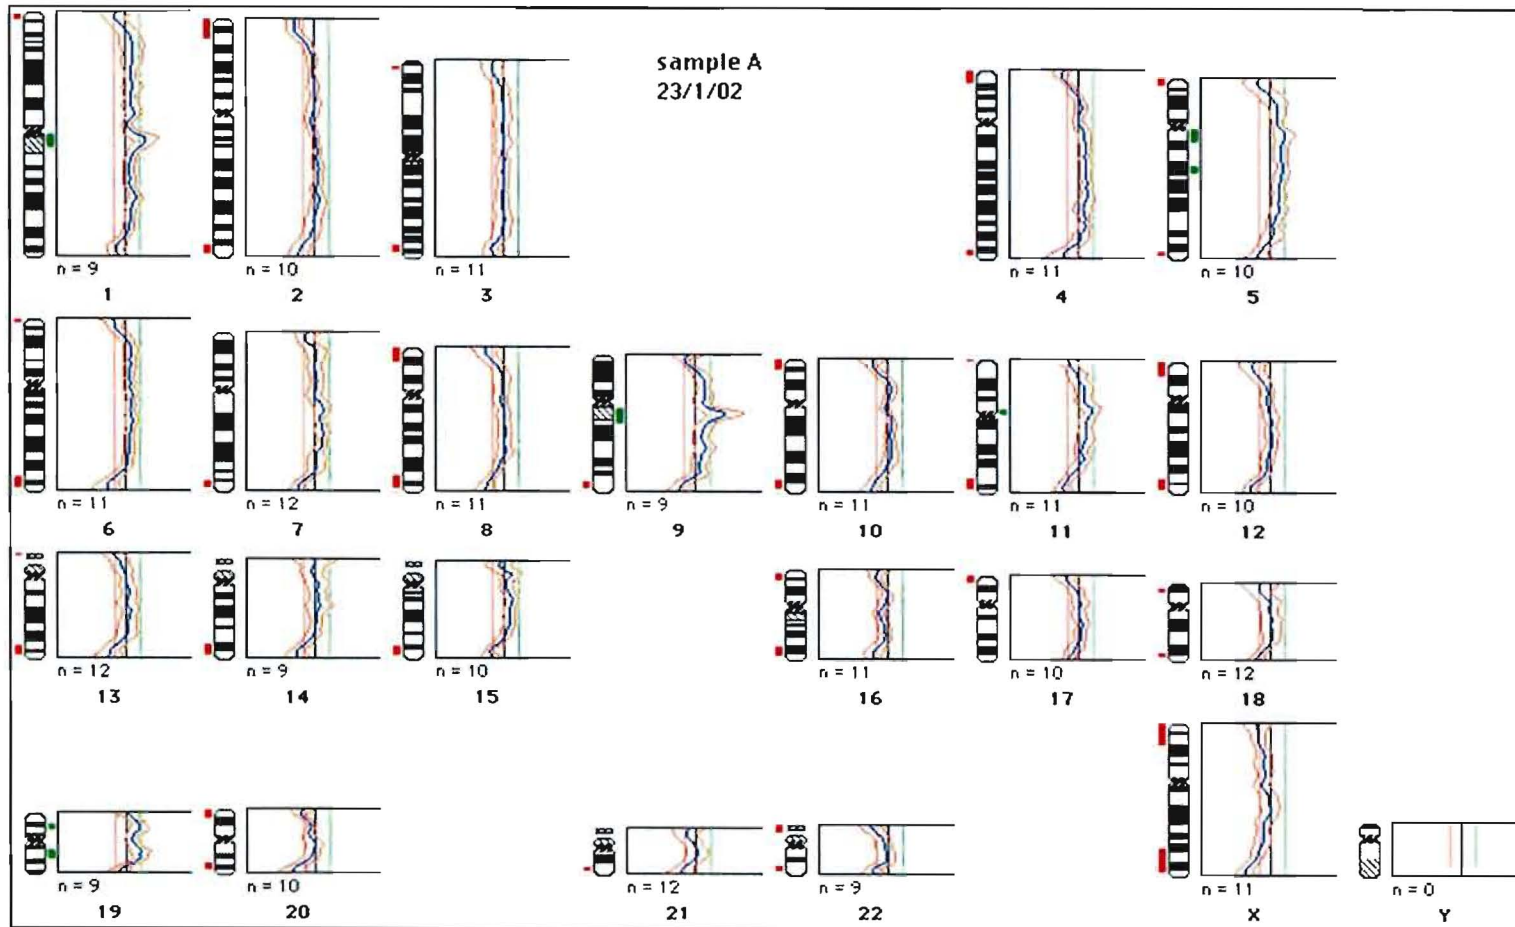 sample A
23/1/02
n = 9
n = 10
n = 11
n = 11
n = 10
1
2
3
4
5
n = 11
n = 12
n = 11
n = 9
n = 11
n = 11
n = 10
6
7
8
9
10
11
12
n = 12
n = 9
n = 10
n = 11
n = 10
n = 12
13
14
15
16
17
18
n = 9
n = 10
n = 12
n = 9
n = 11
n = 0
19
20
21
22
X
Y